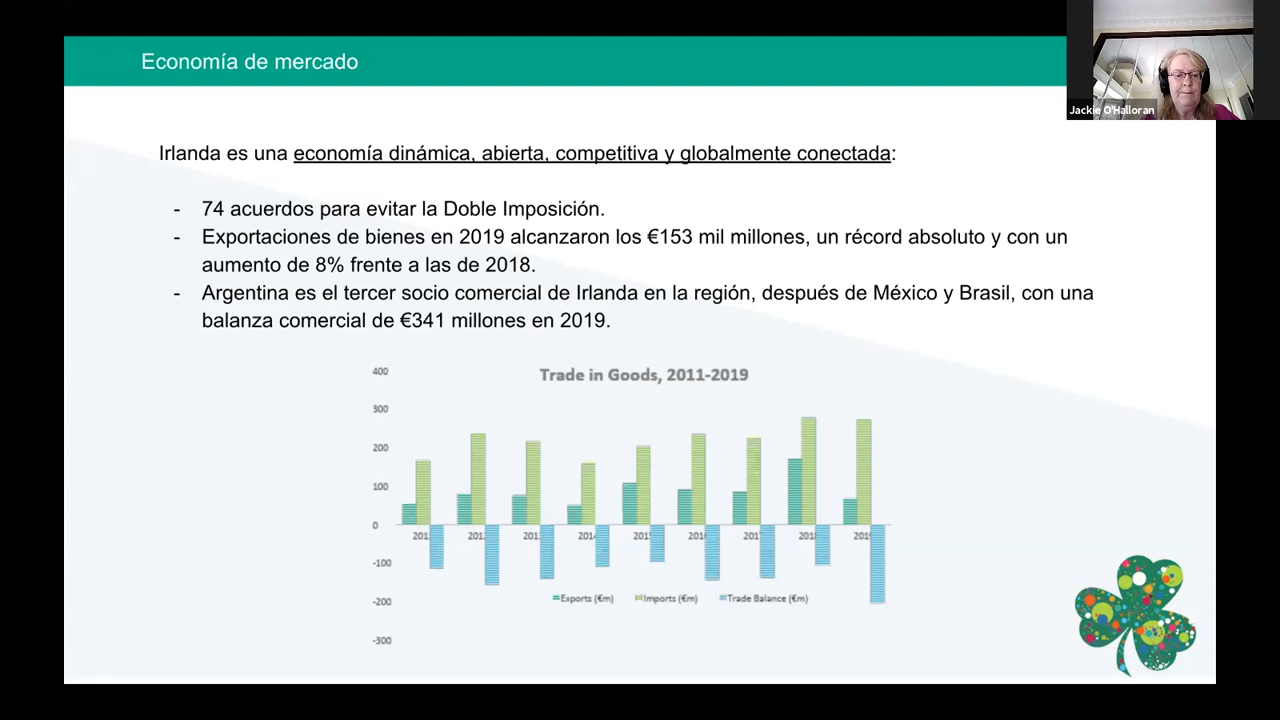 Economía de mercado
Jackie O'Halloran
Irlanda es una economía dinámica, abierta, competitiva y globalmente conectada:
- 74 acuerdos para evitar la Doble Imposición.
- Exportaciones de bienes en 2019 alcanzaron los €153 mil millones, un récord absoluto y con un
aumento de 8% frente a las de 2018.
- Argentina es el tercer socio comercial de Irlanda en la región, después de México y Brasil, con una
balanza comercial de €341 millones en 2019.
Trade in Goods, 2011-2019
400
300
200
100
0
-100
-200
-300
2014 2018 2019
Exports (€m) Imports (€m) Trade Balance (€m)